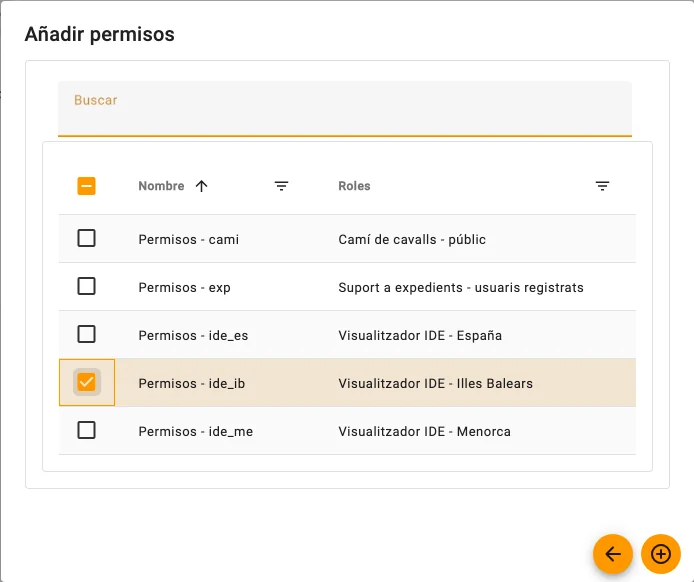 Añadir permisos
Buscar
Nombre Roles
Permisos - cami Camí de cavalls - públic
Permisos - exp Suport a expedients - usuaris registrats
Permisos - ide_es Visualitzador IDE - España
Permisos - ide_ib Visualitzador IDE - Illes Balears
Permisos - ide_me Visualitzador IDE - Menorca